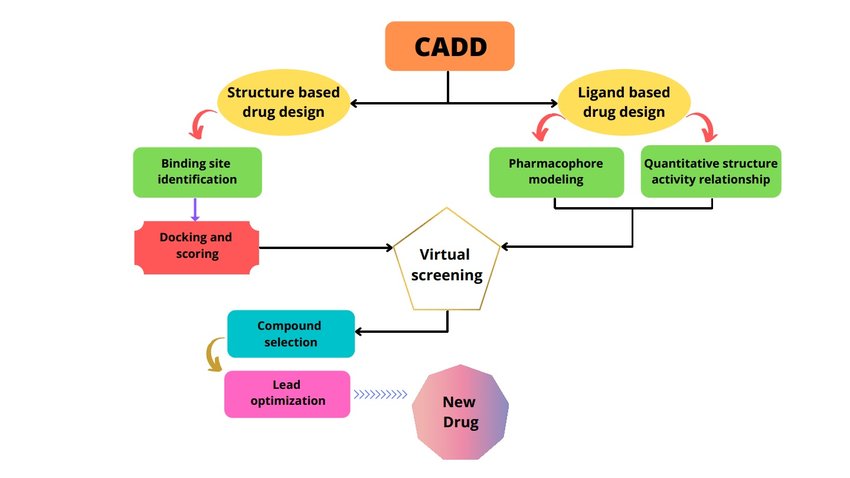 CADD
Structure based
drug design
Ligand based
drug design
Binding site
identification
Pharmacophore
modeling
Quantitative structure
activity relationship
Docking and
scoring
Virtual
screening
Compound
selection
Lead
optimization
New
Drug